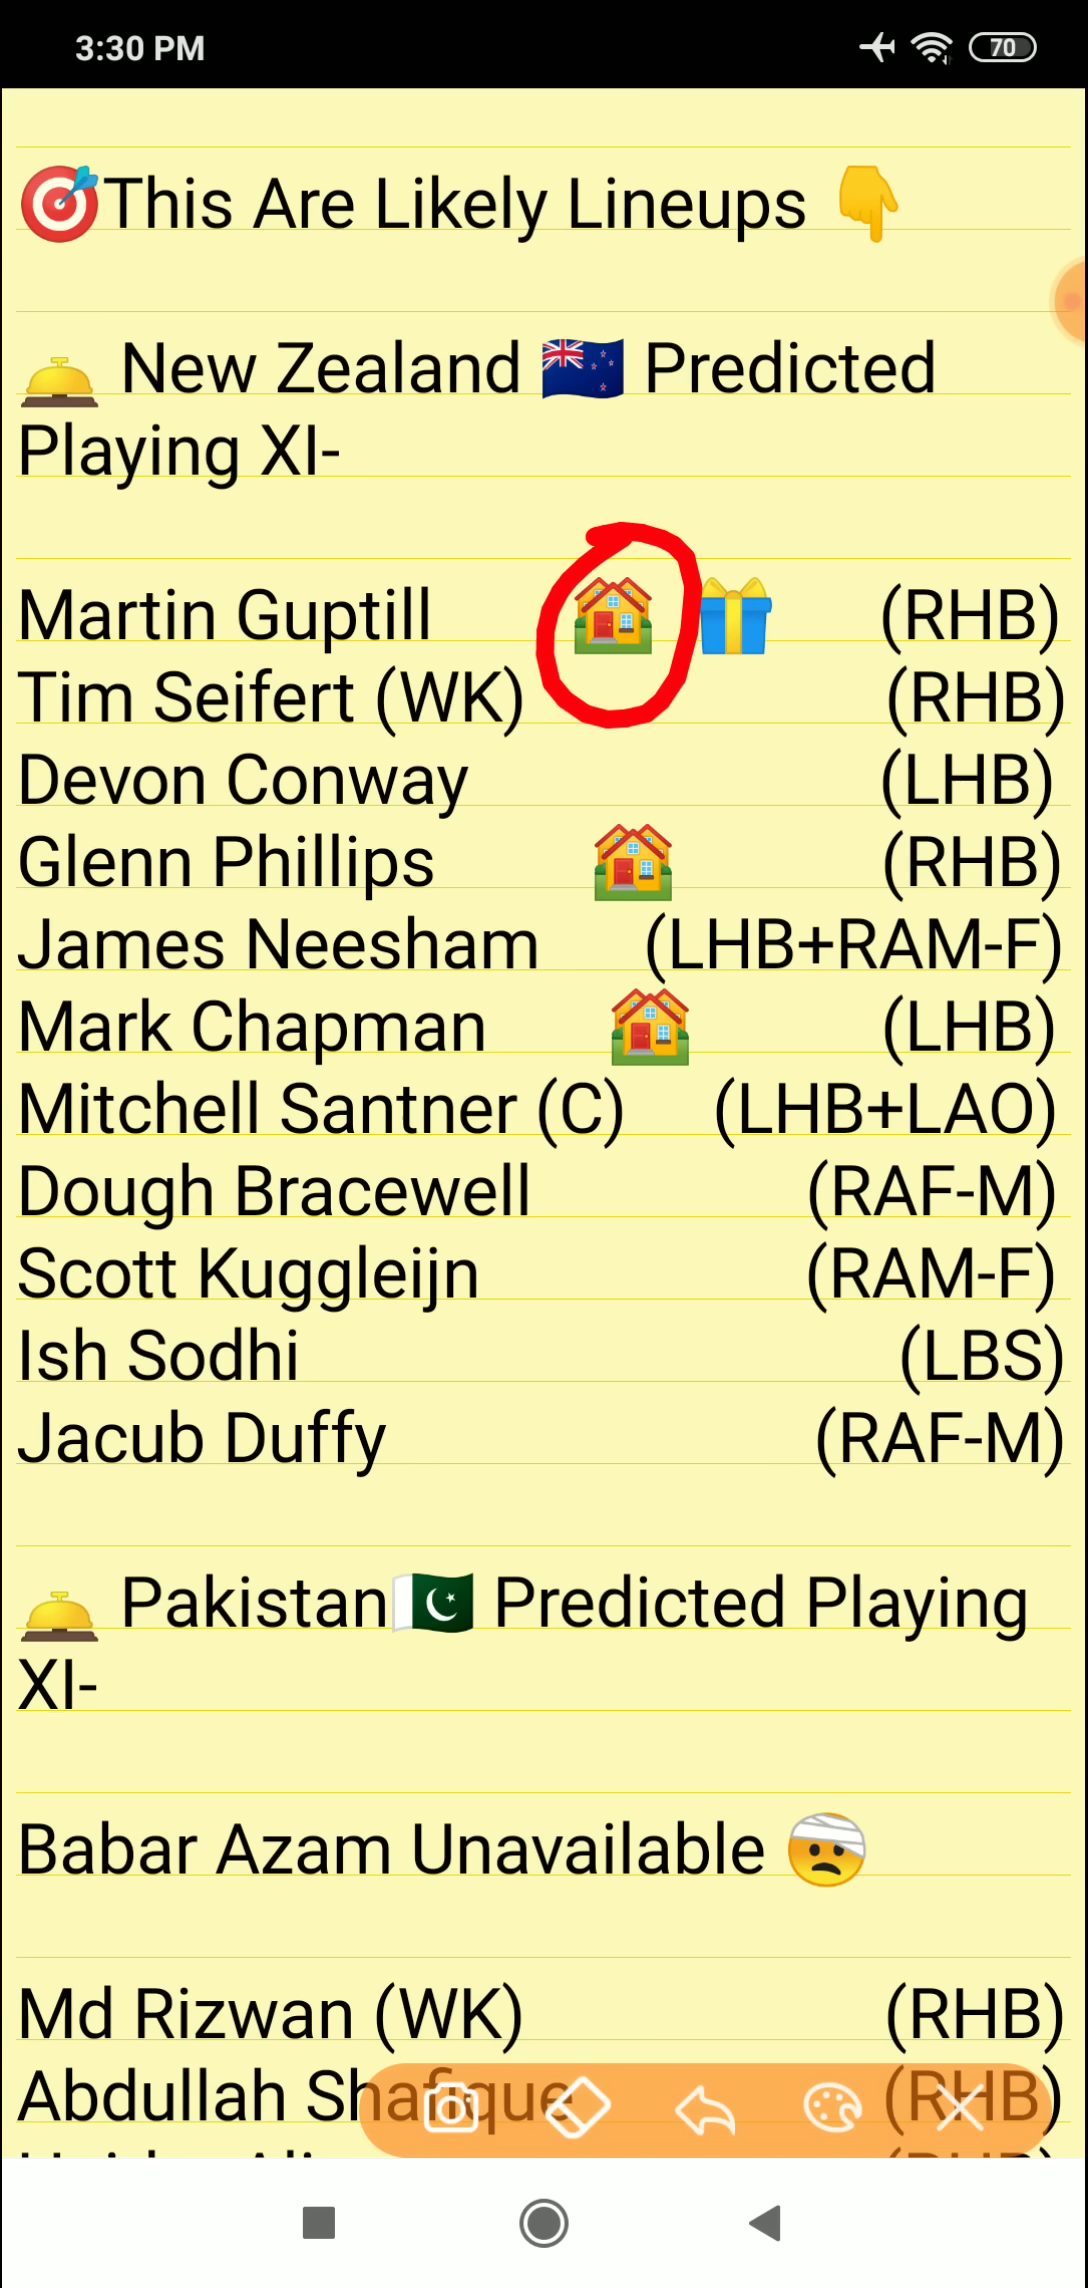 3:30 PM
70
🎯This Are Likely Lineups 👇
🛎️ New Zealand 🇳🇿 Predicted
Playing XI-
Martin Guptill 🏘️🎁 (RHB)
Tim Seifert (WK) (RHB)
Devon Conway (LHB)
Glenn Phillips 🏘️ (RHB)
James Neesham (LHB+RAM-F)
Mark Chapman 🏘️ (LHB)
Mitchell Santner (C) (LHB+LAO)
Dough Bracewell (RAF-M)
Scott Kuggleijn (RAM-F)
Ish Sodhi (LBS)
Jacub Duffy (RAF-M)
🛎️ Pakistan🇵🇰 Predicted Playing
XI-
Babar Azam Unavailable 🤕
Md Rizwan (WK) (RHB)
Abdullah Shafique (RHB)